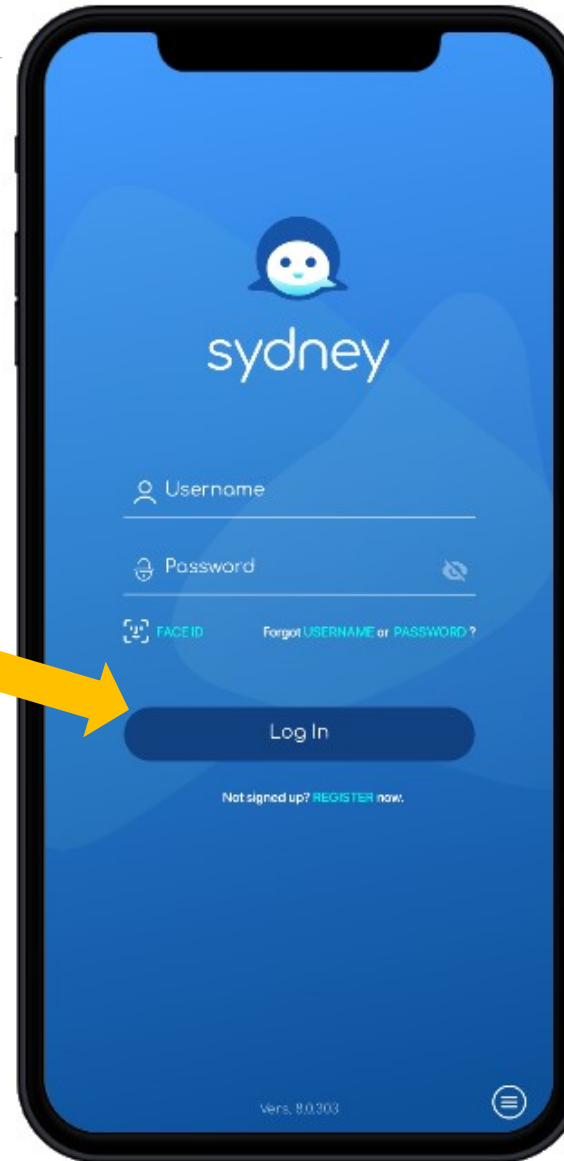 sydney
Username
Password
FACE ID Forgot USERNAME or PASSWORD ?
Log In
Not signed up? REGISTER now.
Vers. 8.0.303